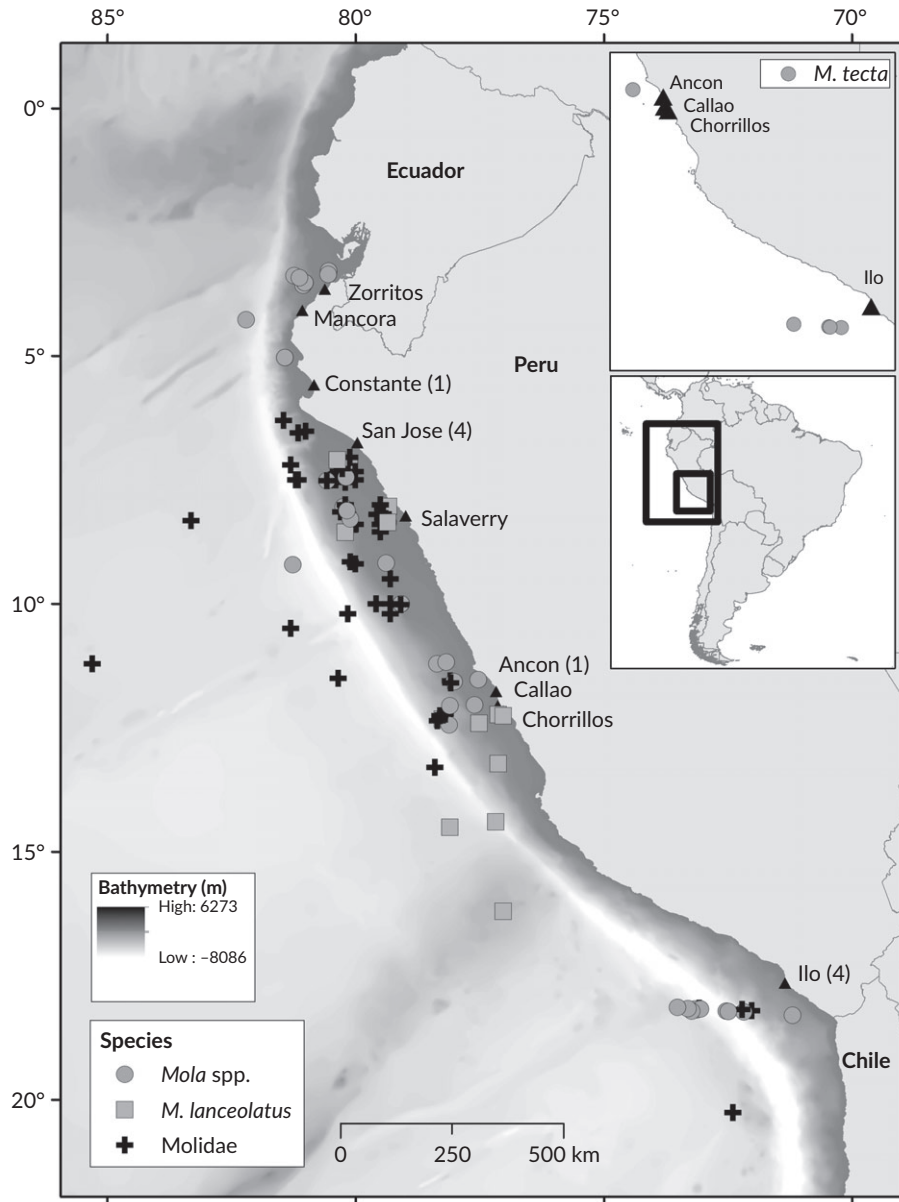 85°
80°
75°
70°
0°
5°
10°
15°
20°
Ecuador
Zorritos
Mancora
Peru
Constante (1)
San Jose (4)
Salaverry
Ancon (1)
Callao
Chorrillos
Ilo (4)
Chile
M. tecta
Ancon
Callao
Chorrillos
Ilo
Bathymetry (m)
High: 6273
Low : –8086
Species
Mola spp.
M. lanceolatus
Molidae
0 250 500 km